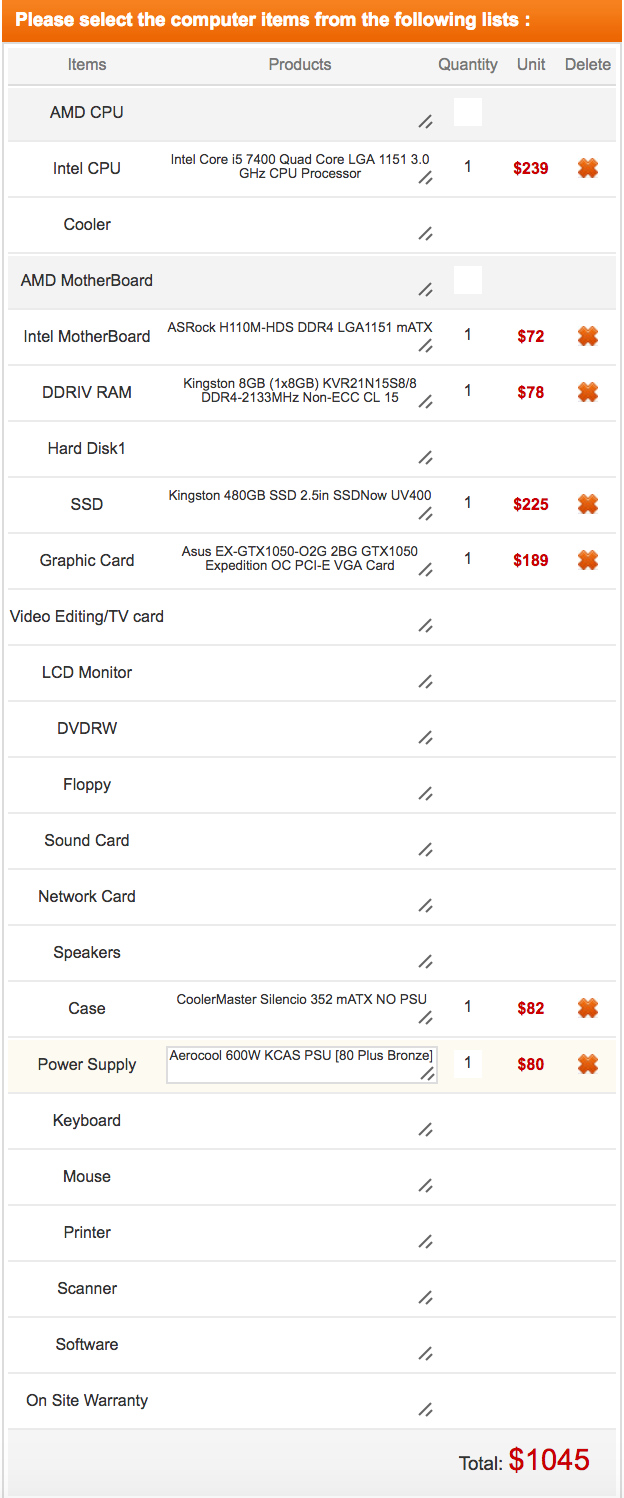 Please select the computer items from the following lists :
Items Products Quantity Unit Delete
AMD CPU
Intel CPU Intel Core i5 7400 Quad Core LGA 1151 3.0 1 $239
GHz CPU Processor
Cooler
AMD MotherBoard
Intel MotherBoard ASRock H110M-HDS DDR4 LGA1151 mATX 1 $72
DDRIV RAM Kingston 8GB (1x8GB) KVR21N15S8/8 1 $78
DDR4-2133MHz Non-ECC CL 15
Hard Disk1
SSD Kingston 480GB SSD 2.5in SSDNow UV400 1 $225
Graphic Card Asus EX-GTX1050-O2G 2BG GTX1050 1 $189
Expedition OC PCI-E VGA Card
Video Editing/TV card
LCD Monitor
DVDRW
Floppy
Sound Card
Network Card
Speakers
Case CoolerMaster Silencio 352 mATX NO PSU 1 $82
Power Supply Aerocool 600W KCAS PSU [80 Plus Bronze] 1 $80
Keyboard
Mouse
Printer
Scanner
Software
On Site Warranty
Total: $1045